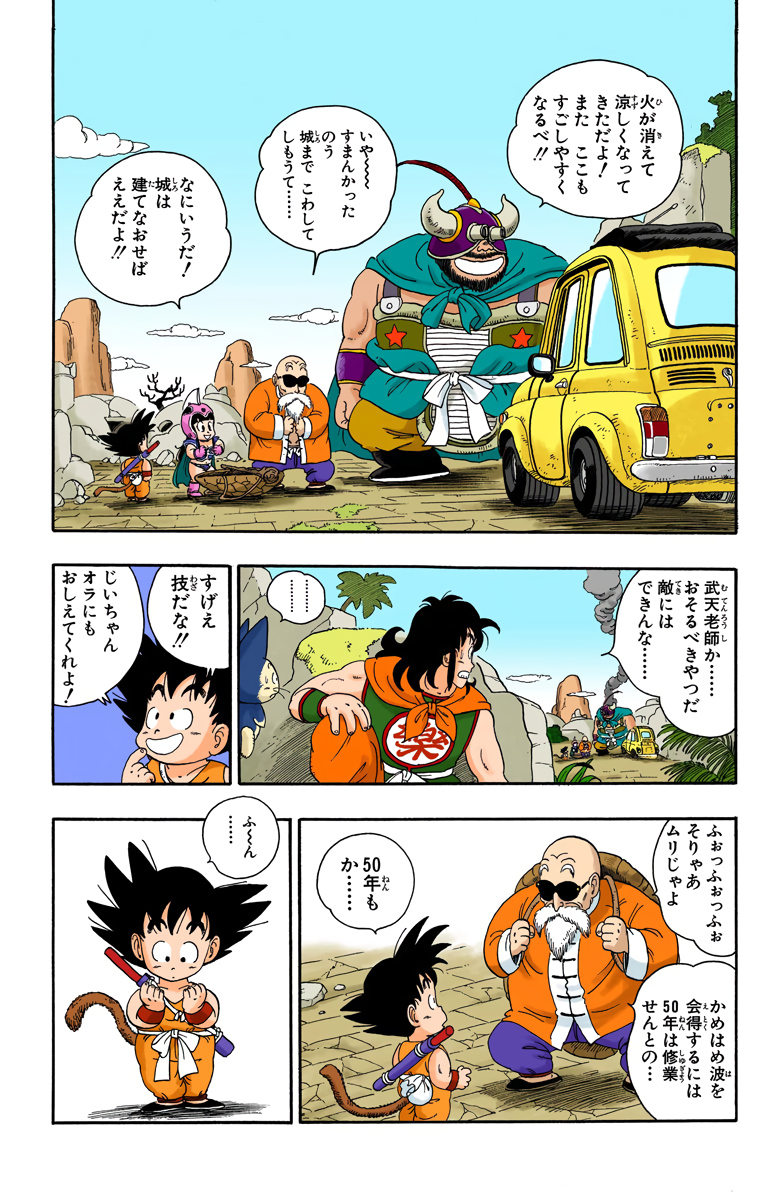 火が消えて
涼しくなって
きただよ!
また ここも
すごしやすく
なるべ!!
いや〜〜〜
すまんかった
のう
城まで こわして
しもうて……
なにいうだ!
城は
建てなおせば
ええだよ!!
武天老師か……
おそるべきやつだ
敵には
できんな……
………
すげえ
技だな!!
じいちゃん
オラにも
おしえてくれよ!
ふぉっふぉっふぉ
そりゃあ
ムリじゃよ
かめはめ波を
会得するには
50年は修業
せんとの…
50年も
か……
ふ〜ん
……
樂